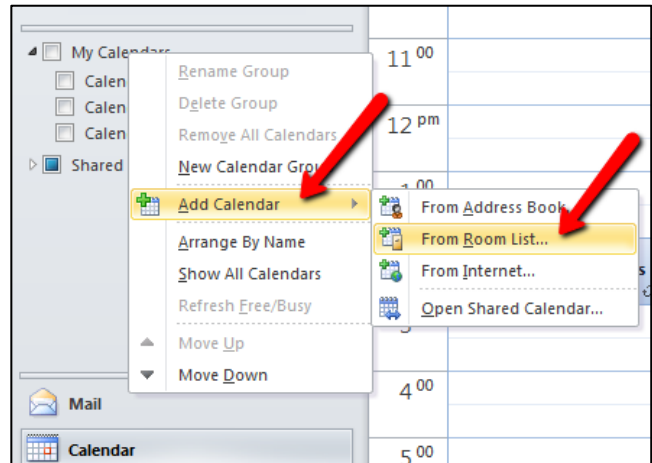 My Calendars
Calen
Calen
Calen
Shared
Rename Group
Delete Group
Remove All Calendars
New Calendar Grou
Add Calendar
Arrange By Name
Show All Calendars
Refresh Free/Busy
Move Up
Move Down
From Address Book
From Room List...
From Internet...
Open Shared Calendar...
Mail
Calendar
11 00
12 pm
1 00
4 00
5 00
s